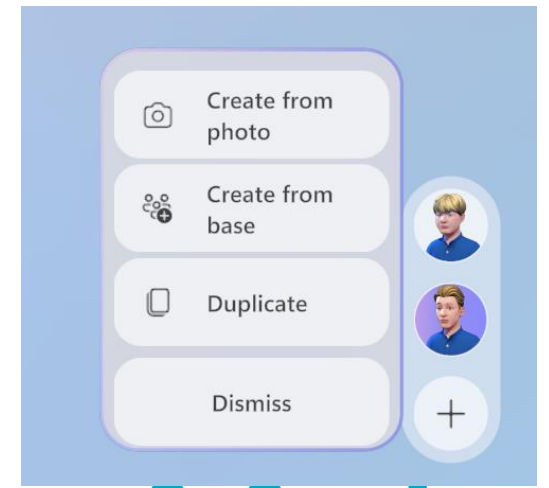 Create from
photo
Create from
base
Duplicate
Dismiss